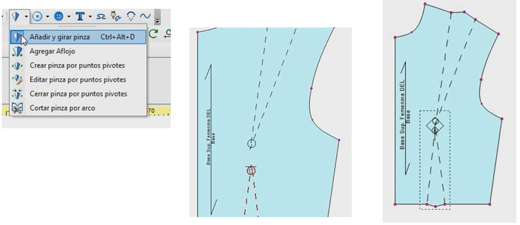 T
Añadir y girar pinza Ctrl+Alt+D
Agregar Aflojo
Crear pinza por puntos pivotes
Editar pinza por puntos pivotes
Cerrar pinza por puntos pivotes
Cortar pinza por arco
70
Base Sup. Femenina DEL
Base
Base Sup. Femenina DEL
Base